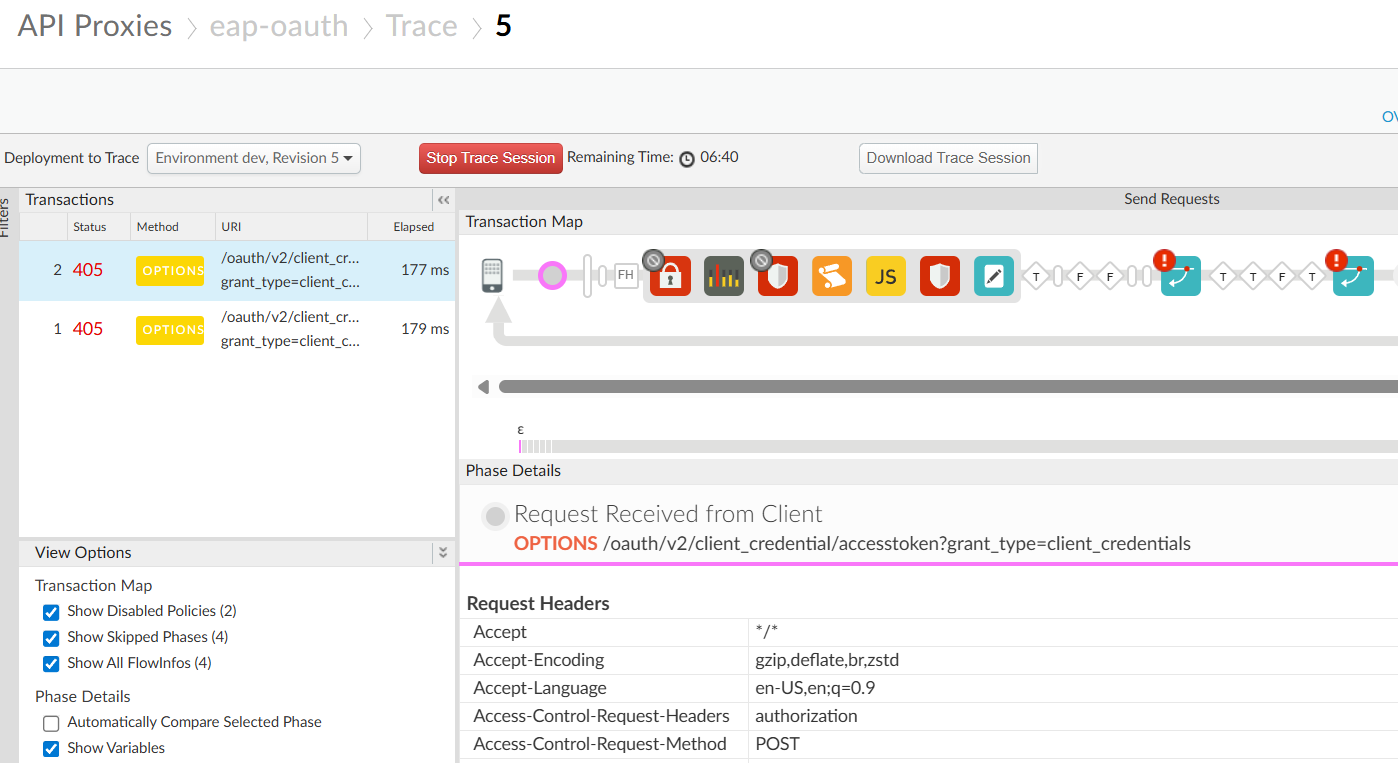 API Proxies > eap-oauth > Trace > 5
OV
Deployment to Trace Environment dev, Revision 5 Stop Trace Session Remaining Time: 06:40 Download Trace Session
Filters
Transactions
Send Requests
Status Method URI Elapsed
2 405 OPTIONS /oauth/v2/client_cr... grant_type=client_c... 177 ms
1 405 OPTIONS /oauth/v2/client_cr... grant_type=client_c... 179 ms
Transaction Map
FH JS T F F T T F T
ε
Phase Details
Request Received from Client
OPTIONS /oauth/v2/client_credential/accesstoken?grant_type=client_credentials
View Options
Transaction Map
Show Disabled Policies (2)
Show Skipped Phases (4)
Show All FlowInfos (4)
Phase Details
Automatically Compare Selected Phase
Show Variables
Request Headers
Accept */*
Accept-Encoding gzip,deflate,br,zstd
Accept-Language en-US,en;q=0.9
Access-Control-Request-Headers authorization
Access-Control-Request-Method POST